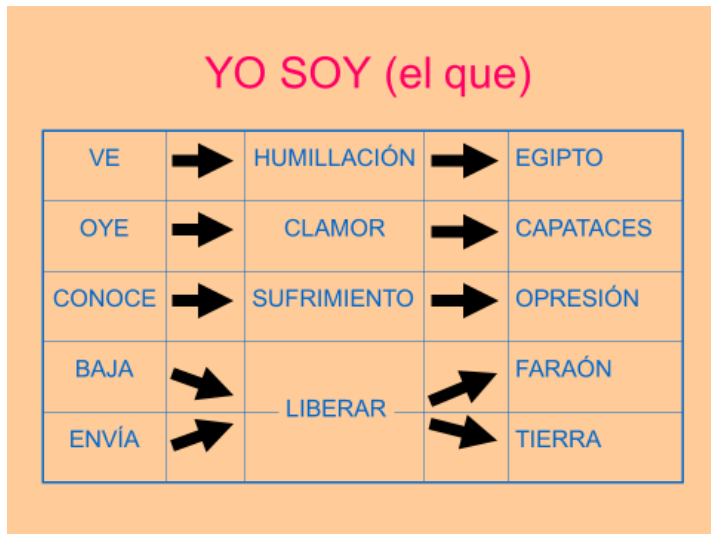 YO SOY (el que)
VE HUMILLACIÓN EGIPTO
OYE CLAMOR CAPATACES
CONOCE SUFRIMIENTO OPRESIÓN
BAJA FARAÓN
LIBERAR
ENVÍA TIERRA